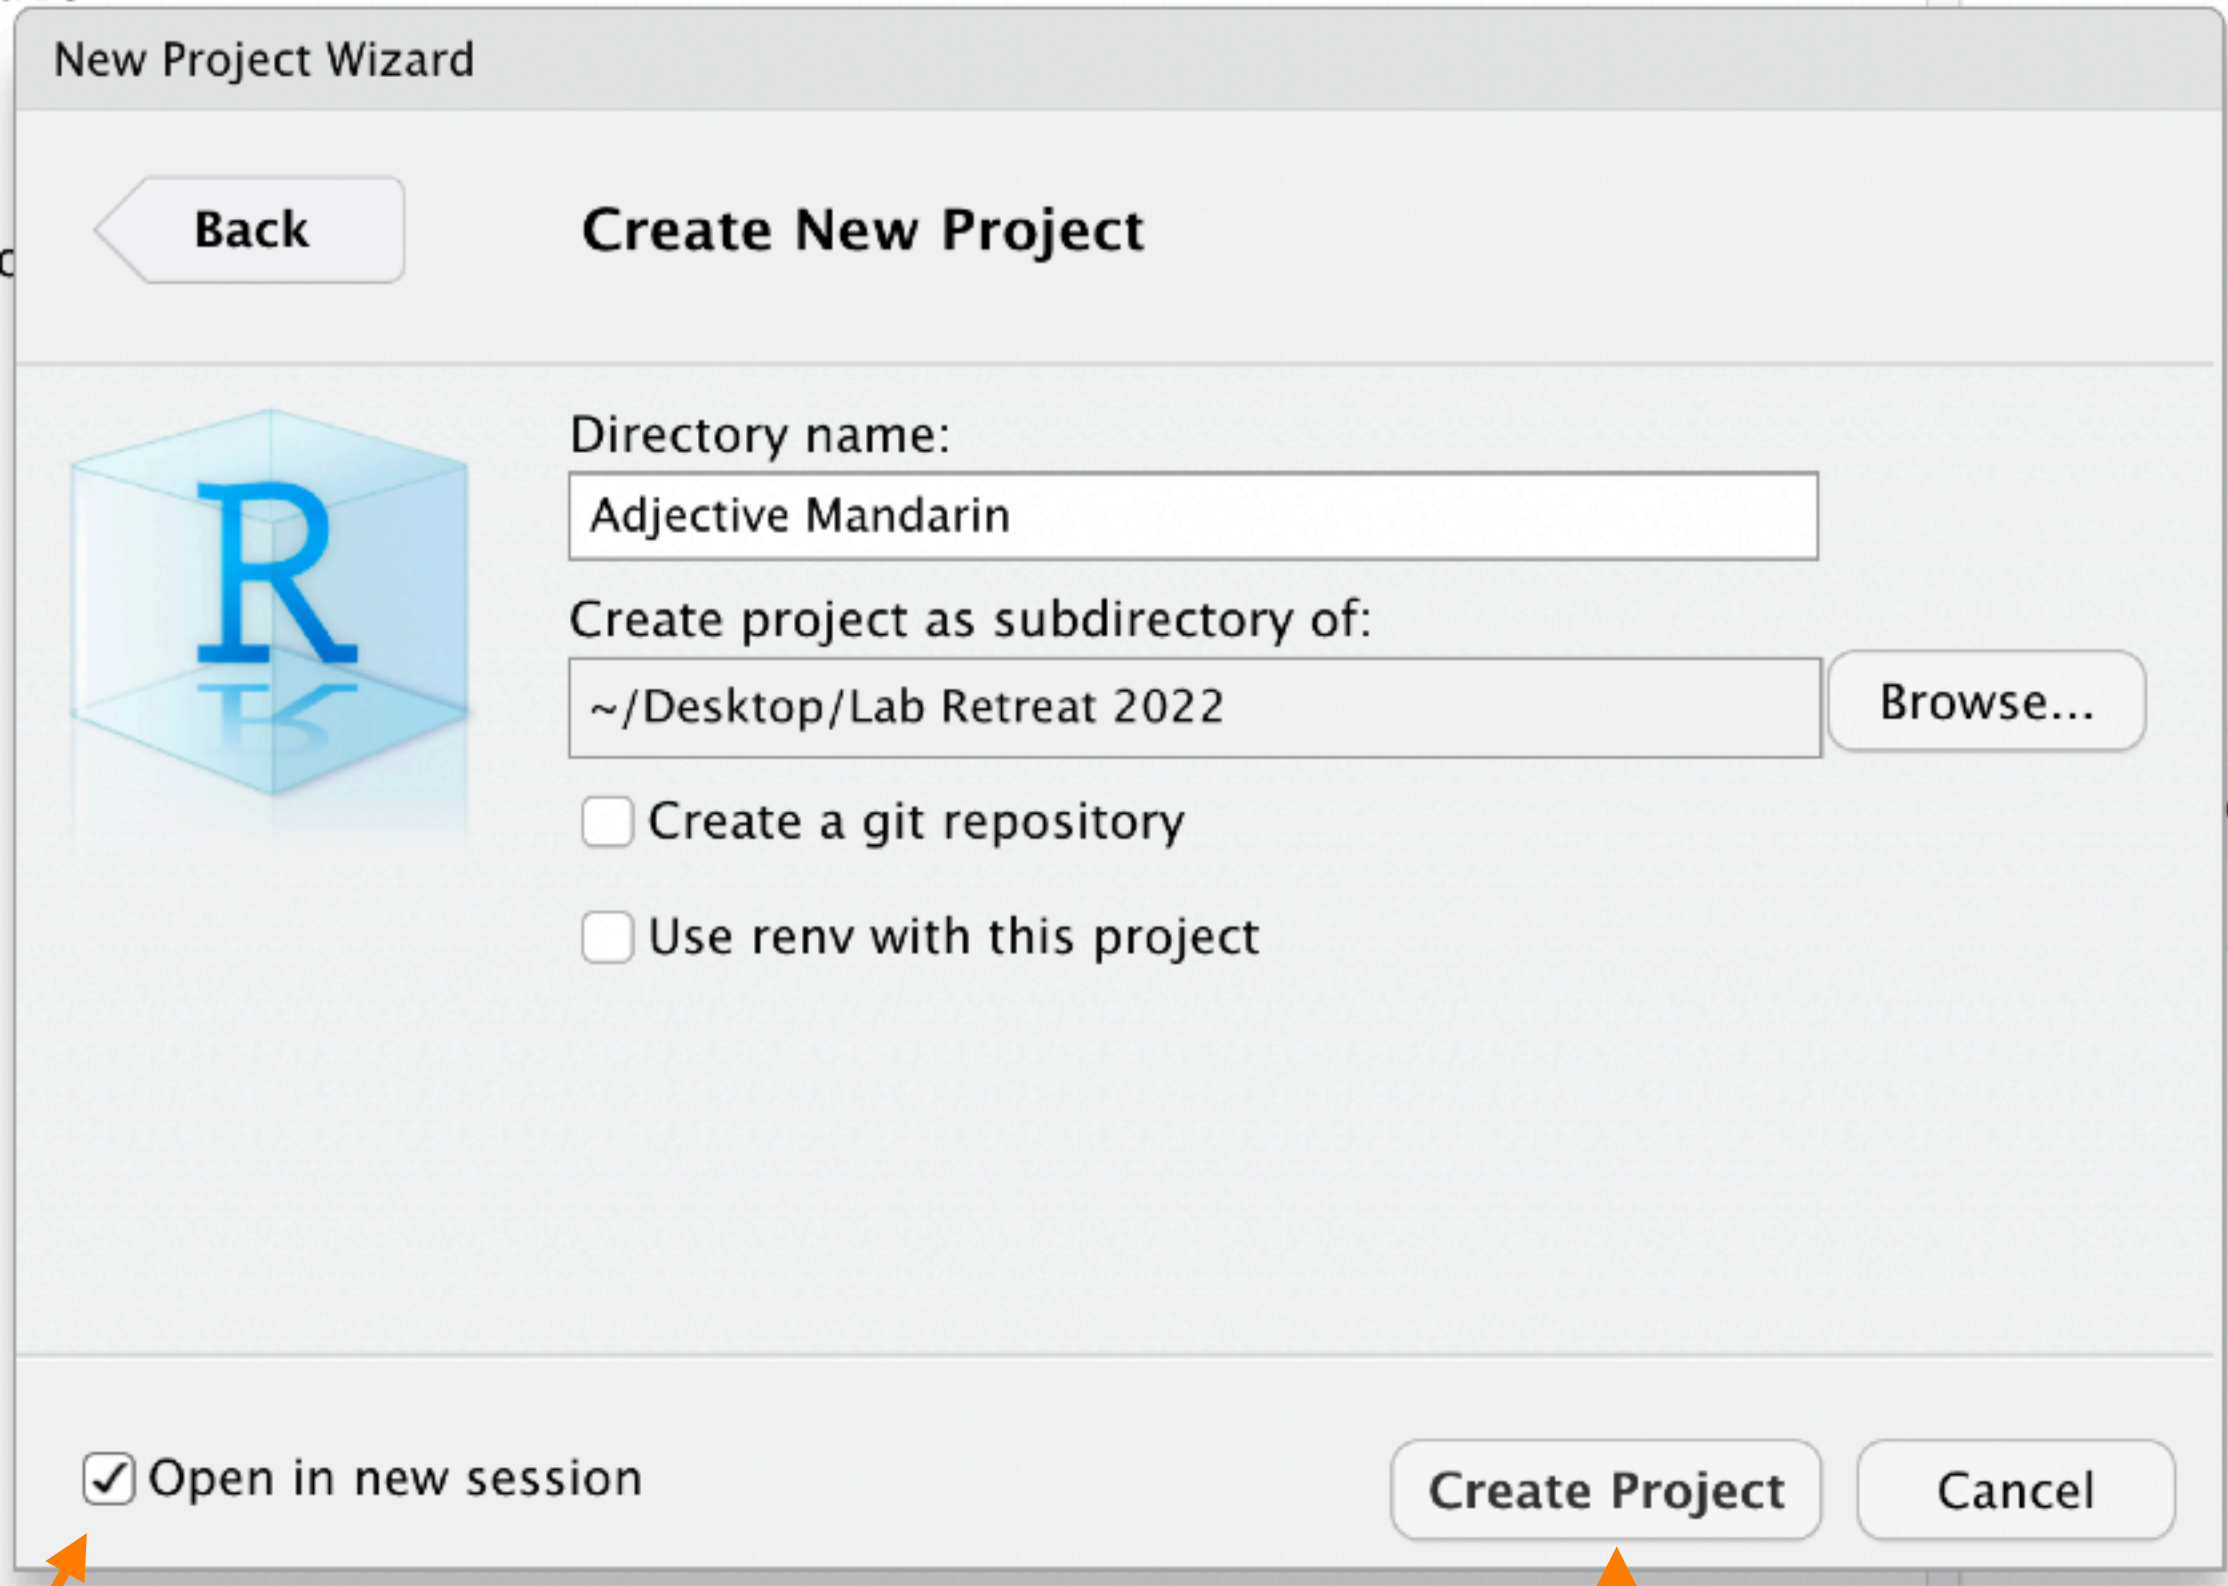 New Project Wizard
Back
Create New Project
R
Directory name:
Adjective Mandarin
Create project as subdirectory of:
~/Desktop/Lab Retreat 2022
Browse...
Create a git repository
Use renv with this project
Open in new session
Create Project
Cancel